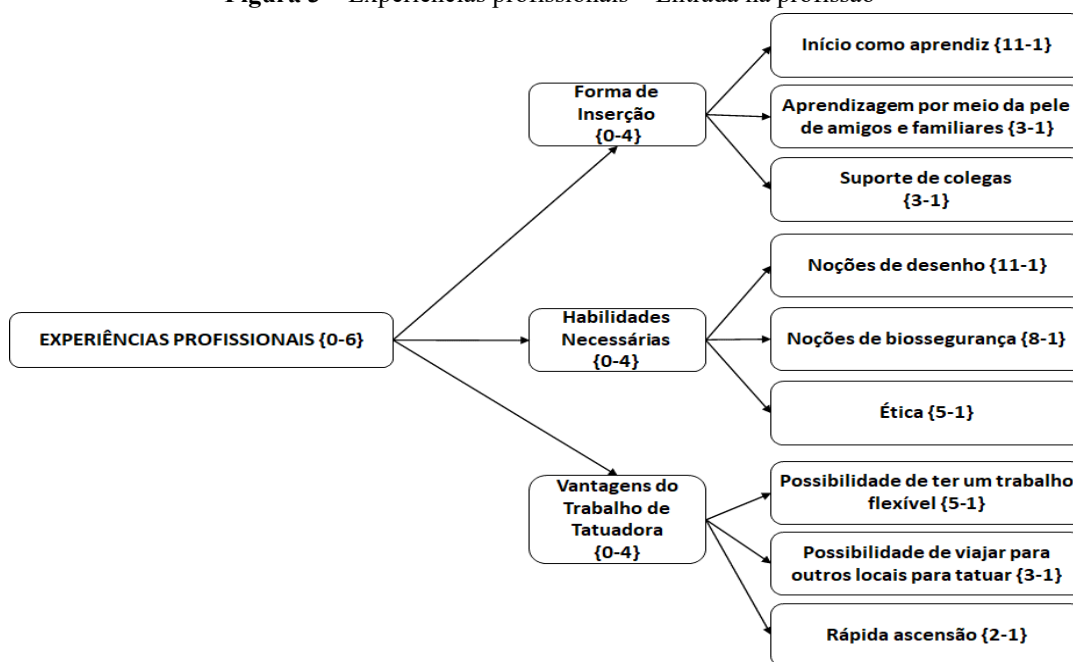 Figura 3 – Experiências profissionais – Entrada na profissão
EXPERIÊNCIAS PROFISSIONAIS {0-6}
Forma de
Inserção
{0-4}
Início como aprendiz {11-1}
Aprendizagem por meio da pele
de amigos e familiares {3-1}
Suporte de colegas
{3-1}
Habilidades
Necessárias
{0-4}
Noções de desenho {11-1}
Noções de biossegurança {8-1}
Ética {5-1}
Vantagens do
Trabalho de
Tatuadora
{0-4}
Possibilidade de ter um trabalho
flexível {5-1}
Possibilidade de viajar para
outros locais para tatuar {3-1}
Rápida ascensão {2-1}